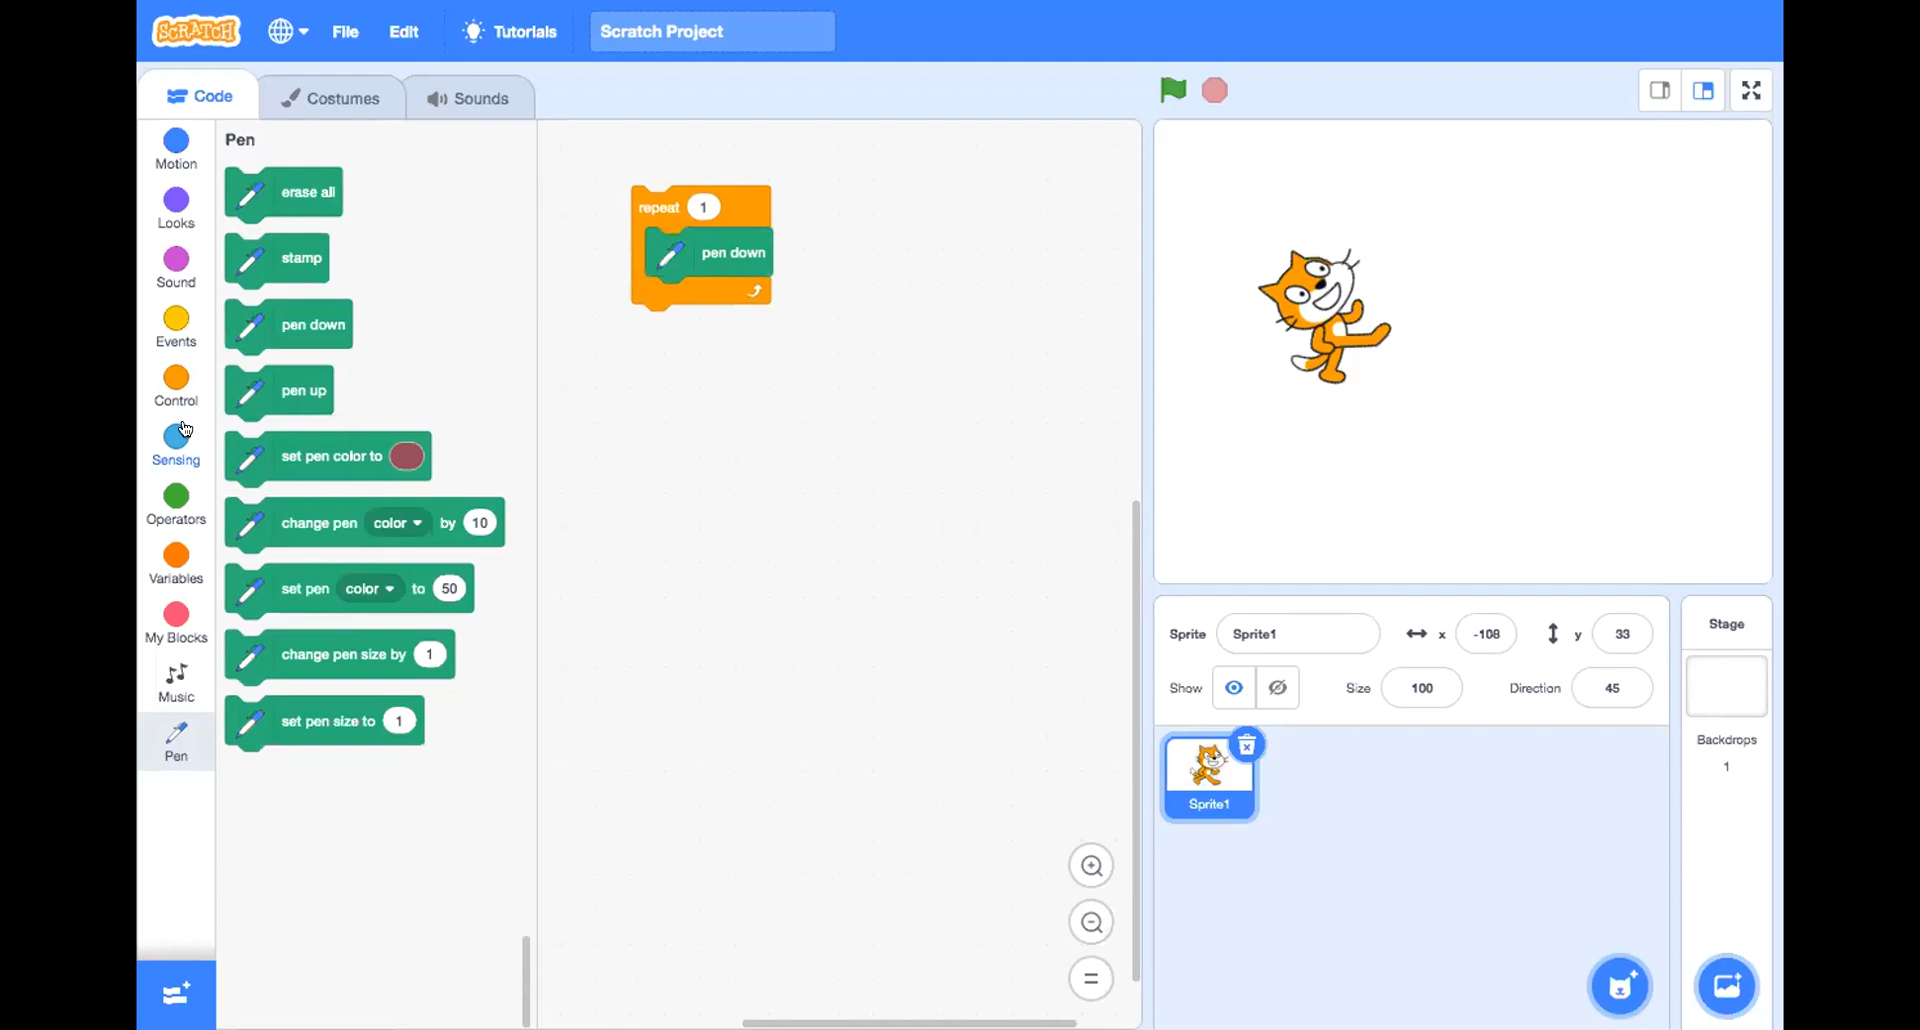 SCRATCH
File
Edit
Tutorials
Scratch Project
Code
Costumes
Sounds
Motion
Looks
Sound
Events
Control
Sensing
Operators
Variables
My Blocks
Music
Pen
Pen
erase all
stamp
pen down
pen up
set pen color to
change pen color by 10
set pen color to 50
change pen size by 1
set pen size to 1
repeat 1
pen down
Sprite Sprite1 x -108 y 33
Show Size 100 Direction 45
Sprite1
Stage
Backdrops
1